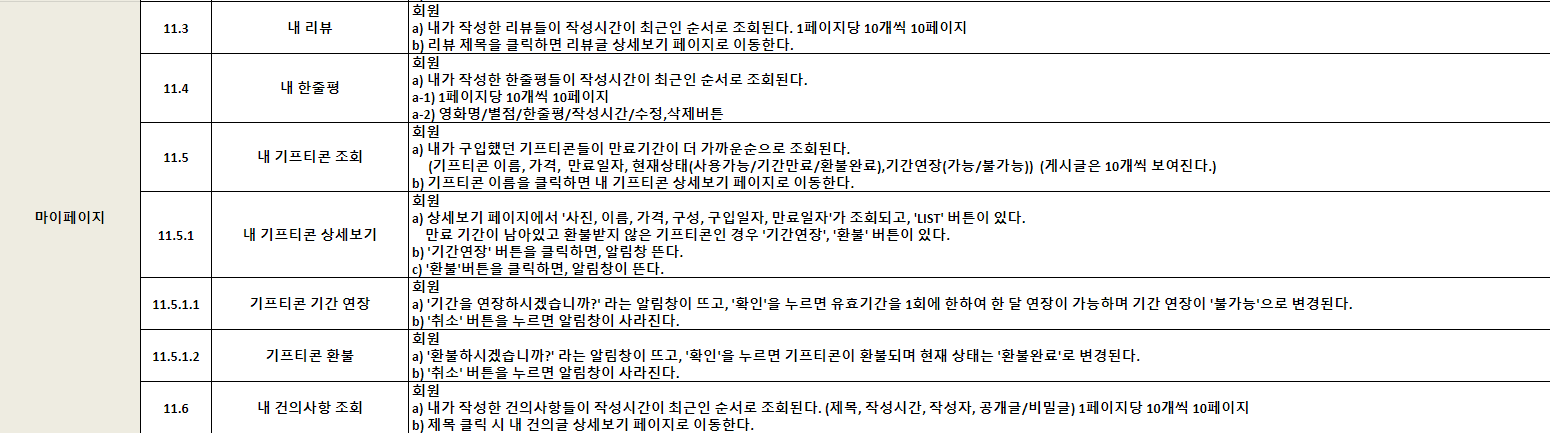 마이페이지
11.3
내 리뷰
회원
a) 내가 작성한 리뷰들이 작성시간이 최근인 순서로 조회된다. 1페이지당 10개씩 10페이지
b) 리뷰 제목을 클릭하면 리뷰글 상세보기 페이지로 이동한다.
11.4
내 한줄평
회원
a) 내가 작성한 한줄평들이 작성시간이 최근인 순서로 조회된다.
a-1) 1페이지당 10개씩 10페이지
a-2) 영화명/별점/한줄평/작성시간/수정,삭제버튼
11.5
내 기프티콘 조회
회원
a) 내가 구입했던 기프티콘들이 만료기간이 더 가까운순으로 조회된다.
(기프티콘 이름, 가격, 만료일자, 현재상태(사용가능/기간만료/환불완료),기간연장(가능/불가능)) (게시글은 10개씩 보여진다.)
b) 기프티콘 이름을 클릭하면 내 기프티콘 상세보기 페이지로 이동한다.
11.5.1
내 기프티콘 상세보기
회원
a) 상세보기 페이지에서 '사진, 이름, 가격, 구성, 구입일자, 만료일자'가 조회되고, 'LIST' 버튼이 있다.
만료 기간이 남아있고 환불받지 않은 기프티콘인 경우 '기간연장', '환불' 버튼이 있다.
b) '기간연장' 버튼을 클릭하면, 알림창 뜬다.
c) '환불'버튼을 클릭하면, 알림창이 뜬다.
11.5.1.1
기프티콘 기간 연장
회원
a) '기간을 연장하시겠습니까?' 라는 알림창이 뜨고, '확인'을 누르면 유효기간을 1회에 한하여 한 달 연장이 가능하며 기간 연장이 '불가능'으로 변경된다.
b) '취소' 버튼을 누르면 알림창이 사라진다.
11.5.1.2
기프티콘 환불
회원
a) '환불하시겠습니까?' 라는 알림창이 뜨고, '확인'을 누르면 기프티콘이 환불되며 현재 상태는 '환불완료'로 변경된다.
b) '취소' 버튼을 누르면 알림창이 사라진다.
11.6
내 건의사항 조회
회원
a) 내가 작성한 건의사항들이 작성시간이 최근인 순서로 조회된다. (제목, 작성시간, 작성자, 공개글/비밀글) 1페이지당 10개씩 10페이지
b) 제목 클릭 시 내 건의글 상세보기 페이지로 이동한다.